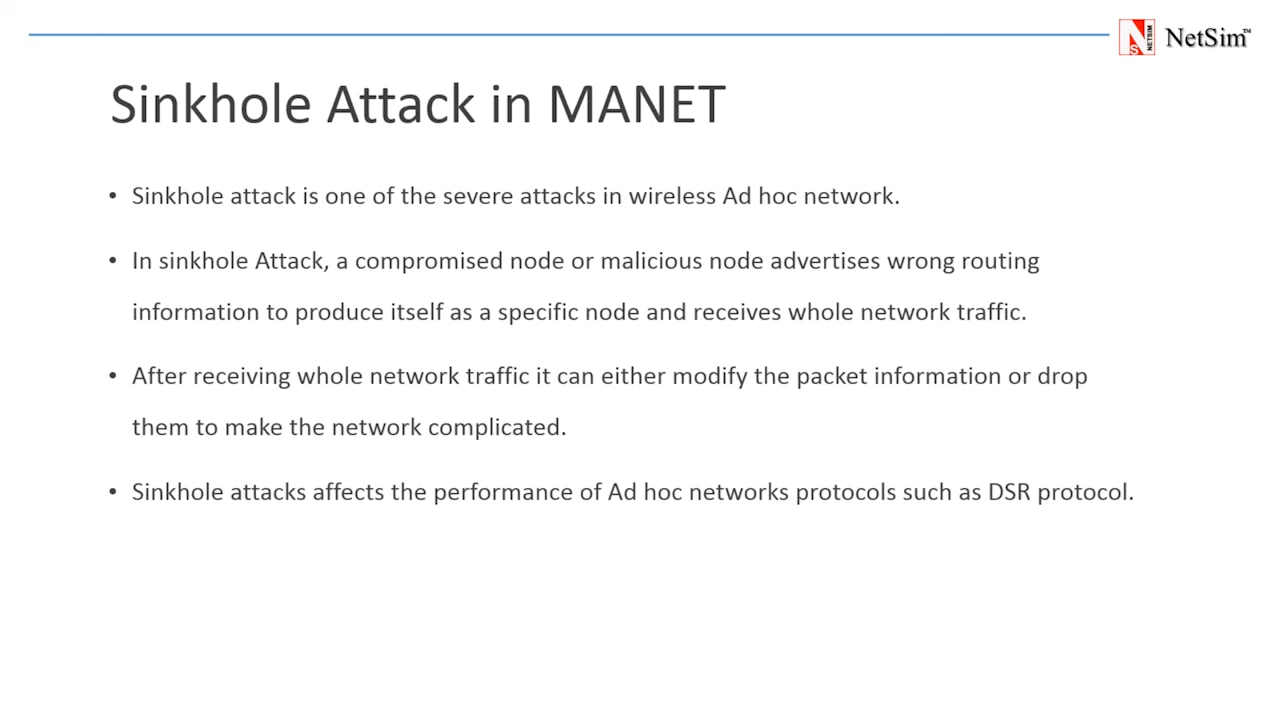 NETSIM
NetSim™
Sinkhole Attack in MANET
• Sinkhole attack is one of the severe attacks in wireless Ad hoc network.
• In sinkhole Attack, a compromised node or malicious node advertises wrong routing
information to produce itself as a specific node and receives whole network traffic.
• After receiving whole network traffic it can either modify the packet information or drop
them to make the network complicated.
• Sinkhole attacks affects the performance of Ad hoc networks protocols such as DSR protocol.